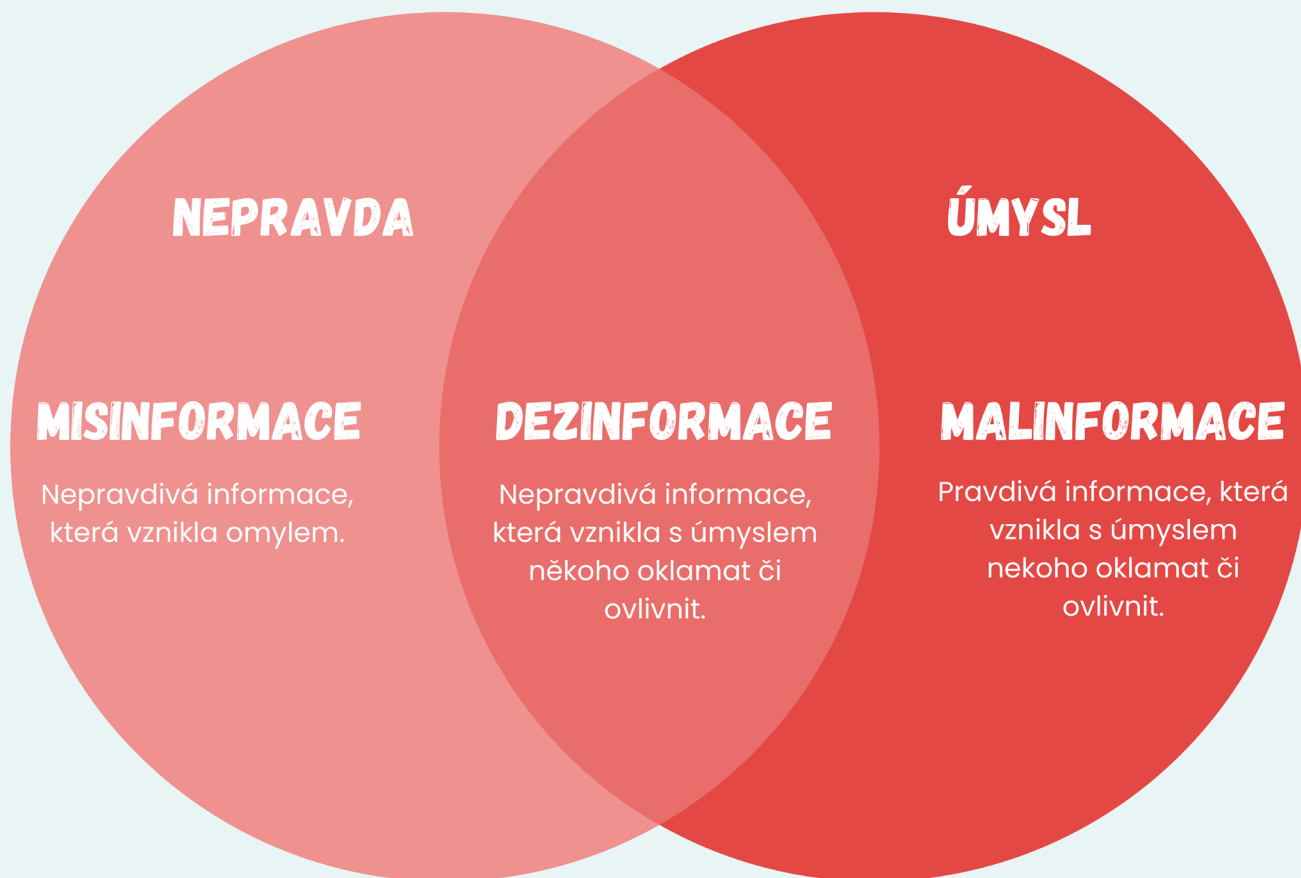 NEPRAVDA
ÚMYSL
MISINFORMACE
Nepravdivá informace,
která vznikla omylem.
DEZINFORMACE
Nepravdivá informace,
která vznikla s úmyslem
někoho oklamat či
ovlivnit.
MALINFORMACE
Pravdivá informace, která
vznikla s úmyslem
nekoho oklamat či
ovlivnit.